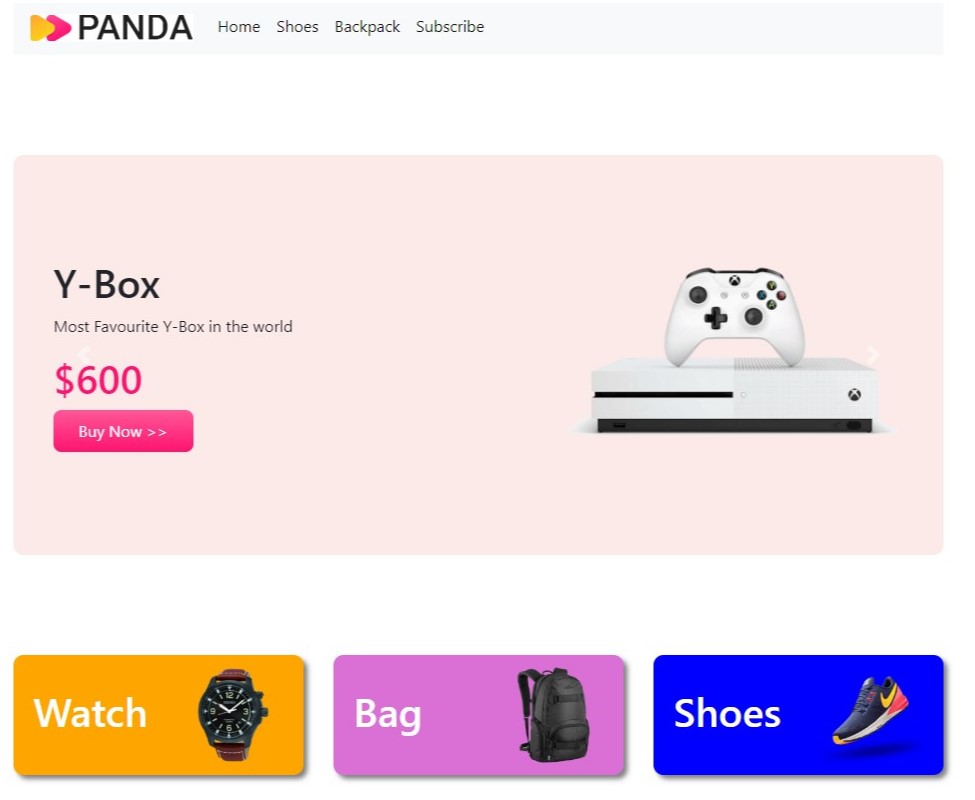 PANDA Home Shoes Backpack Subscribe
Y-Box
Most Favourite Y-Box in the world
$600
Buy Now >>
Watch
Bag
Shoes